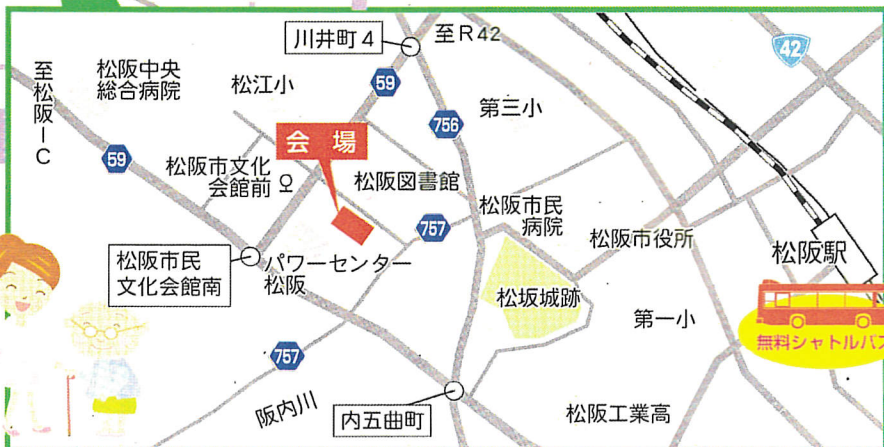 川井町4
至R42
42
至松阪IC
松阪中央
総合病院
松江小
59
756
第三小
59
会場
松阪市文化
会館前
松阪図書館
757
松阪市民
病院
松阪市役所
松阪駅
松阪市民
文化会館南
パワーセンター
松阪
松坂城跡
第一小
無料シャトルバス
757
阪内川
内五曲町
松阪工業高